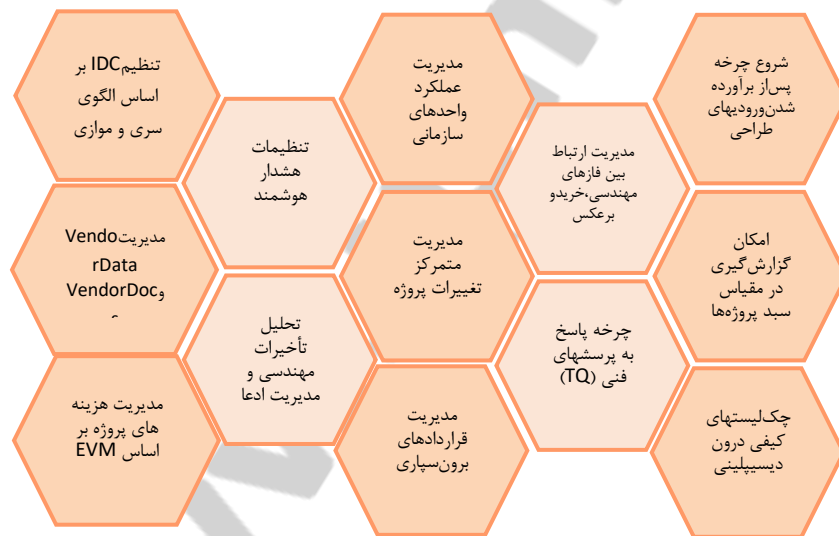 شروع چرخه
پس‌از برآورده
شدن‌ورودیهای
طراحی
مدیریت ارتباط
بین فازهای
مهندسی،خریدو
برعکس
مدیریت
عملکرد
واحدهای
سازمانی
تنظیمات
هشدار
هوشمند
تنظیمIDC بر
اساس الگوی
سری و موازی
امکان
گزارش‌گیری
در مقیاس
سبد پروژه‌ها
چرخه پاسخ
به پرسشهای
فنی (TQ)
مدیریت
متمرکز
تغییرات پروژه
تحلیل
تأخیرات
مهندسی و
مدیریت ادعا
مدیریتVendo
rData
وVendorDoc
چک‌لیستهای
کیفی درون
دیسیپلینی
مدیریت
قراردادهای
برون‌سپاری
مدیریت هزینه
های پروژه بر
اساس EVM